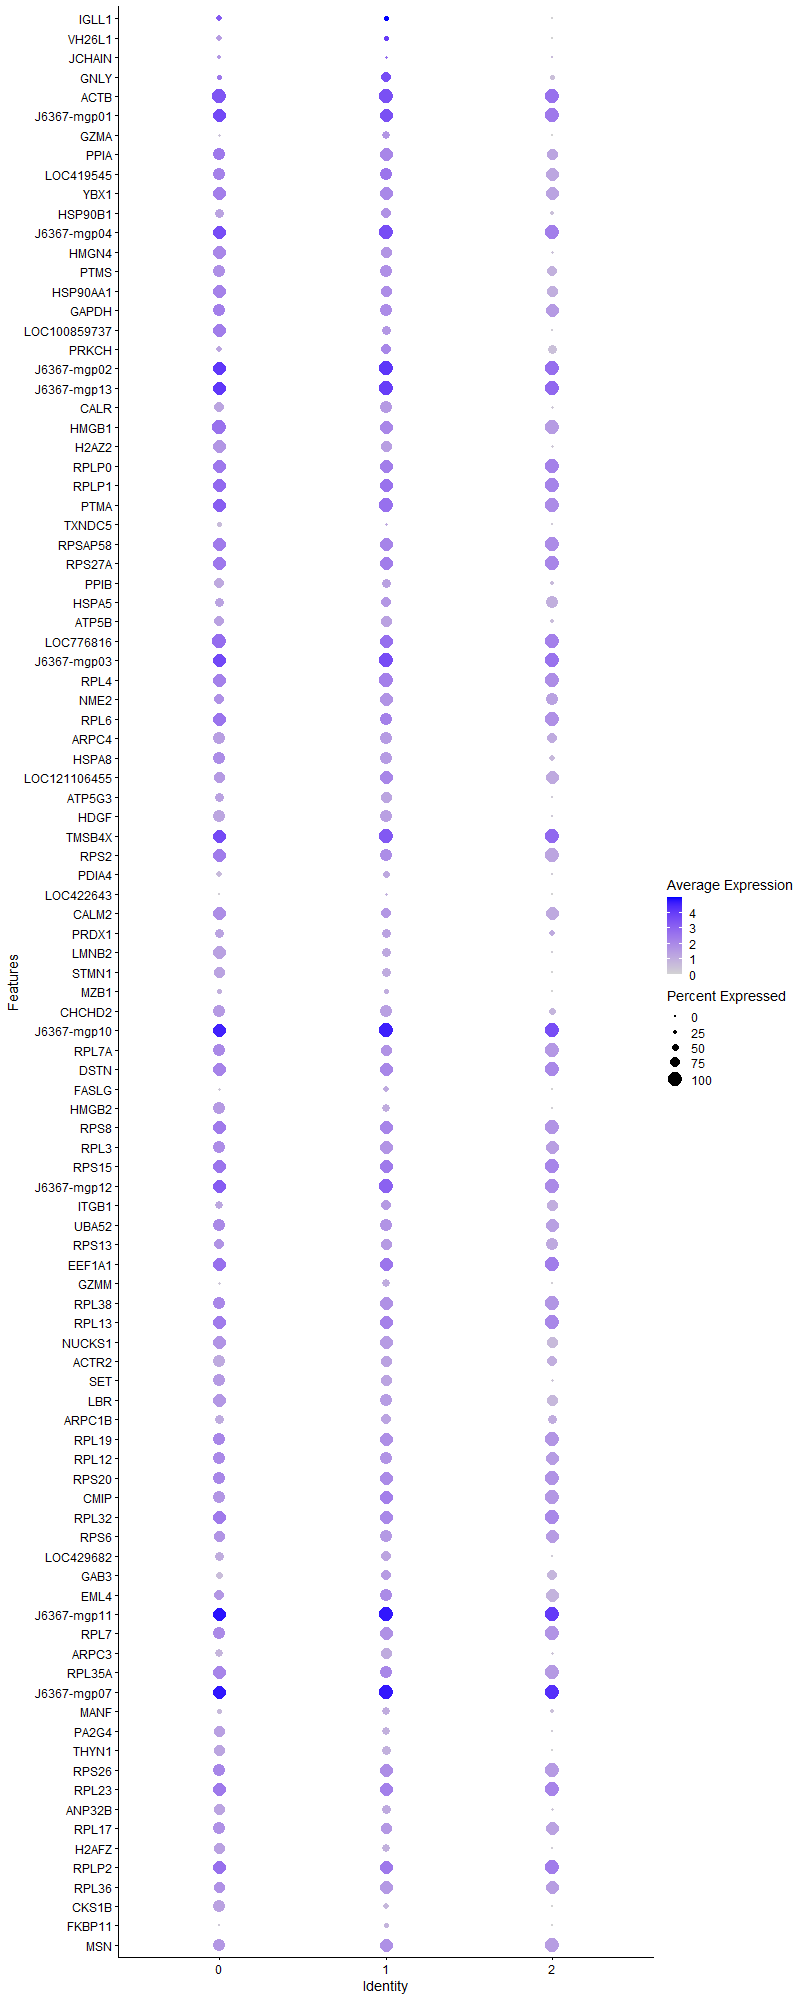 IGLL1
VH26L1
JCHAIN
GNLY
ACTB
J6367-mgp01
GZMA
PPIA
LOC419545
YBX1
HSP90B1
J6367-mgp04
HMGN4
PTMS
HSP90AA1
GAPDH
LOC100859737
PRKCH
J6367-mgp02
J6367-mgp13
CALR
HMGB1
H2AZ2
RPLP0
RPLP1
PTMA
TXNDC5
RPSAP58
RPS27A
PPIB
HSPA5
ATP5B
LOC776816
J6367-mgp03
RPL4
NME2
RPL6
ARPC4
HSPA8
LOC121106455
ATP5G3
HDGF
TMSB4X
RPS2
PDIA4
LOC422643
CALM2
PRDX1
LMNB2
STMN1
MZB1
CHCHD2
J6367-mgp10
RPL7A
DSTN
FASLG
HMGB2
RPS8
RPL3
RPS15
J6367-mgp12
ITGB1
UBA52
RPS13
EEF1A1
GZMM
RPL38
RPL13
NUCKS1
ACTR2
SET
LBR
ARPC1B
RPL19
RPL12
RPS20
CMIP
RPL32
RPS6
LOC429682
GAB3
EML4
J6367-mgp11
RPL7
ARPC3
RPL35A
J6367-mgp07
MANF
PA2G4
THYN1
RPS26
RPL23
ANP32B
RPL17
H2AFZ
RPLP2
RPL36
CKS1B
FKBP11
MSN
Features
0 1 2
Identity
Average Expression
4
3
2
1
0
Percent Expressed
0
25
50
75
100